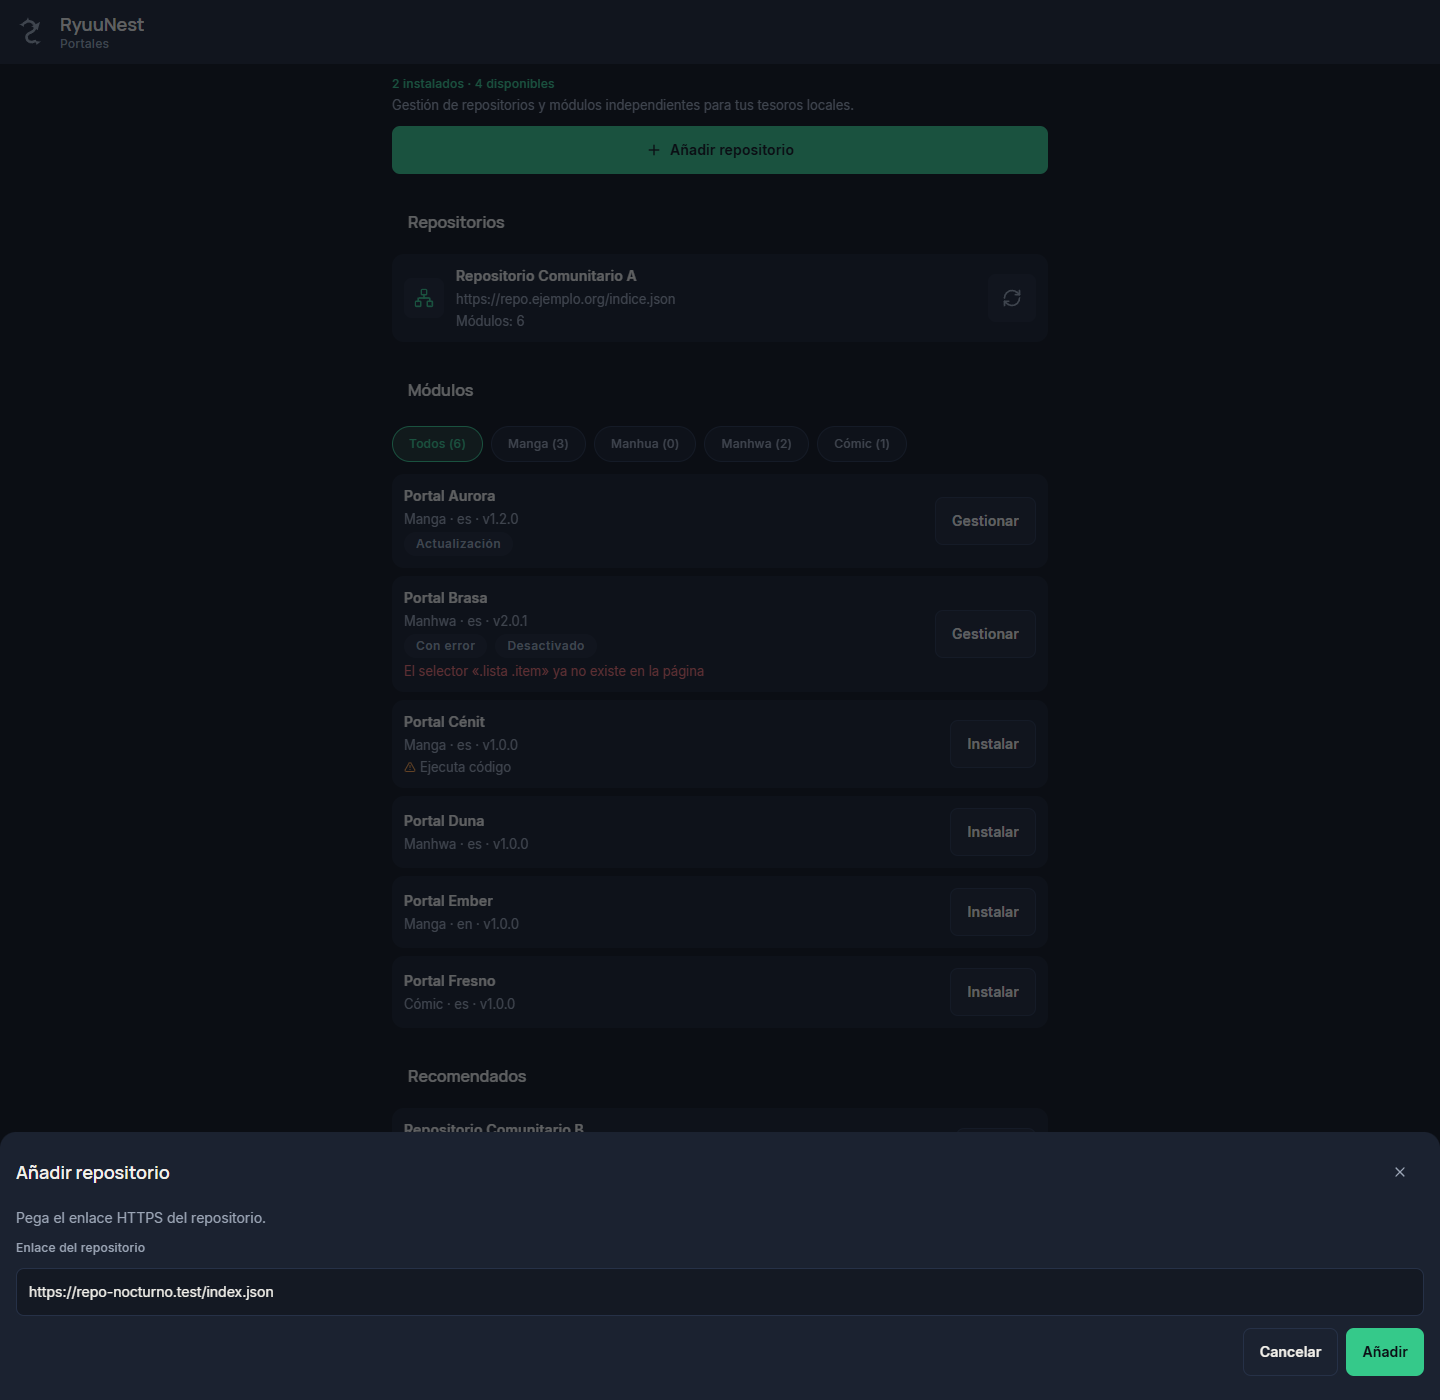 RyuuNest
Portales
2 instalados · 4 disponibles
Gestión de repositorios y módulos independientes para tus tesoros locales.
+ Añadir repositorio
Repositorios
Repositorio Comunitario A
https://repo.ejemplo.org/indice.json
Módulos: 6
Módulos
Todos (6)
Manga (3)
Manhua (0)
Manhwa (2)
Cómic (1)
Portal Aurora
Manga · es · v1.2.0
Actualización
Gestionar
Portal Brasa
Manhwa · es · v2.0.1
Con error
Desactivado
El selector «.lista .item» ya no existe en la página
Gestionar
Portal Cénit
Manga · es · v1.0.0
Ejecuta código
Instalar
Portal Duna
Manhwa · es · v1.0.0
Instalar
Portal Ember
Manga · en · v1.0.0
Instalar
Portal Fresno
Cómic · es · v1.0.0
Instalar
Recomendados
Repositorio Comunitario B
Añadir repositorio
Pega el enlace HTTPS del repositorio.
Enlace del repositorio
https://repo-nocturno.test/index.json
Cancelar
Añadir